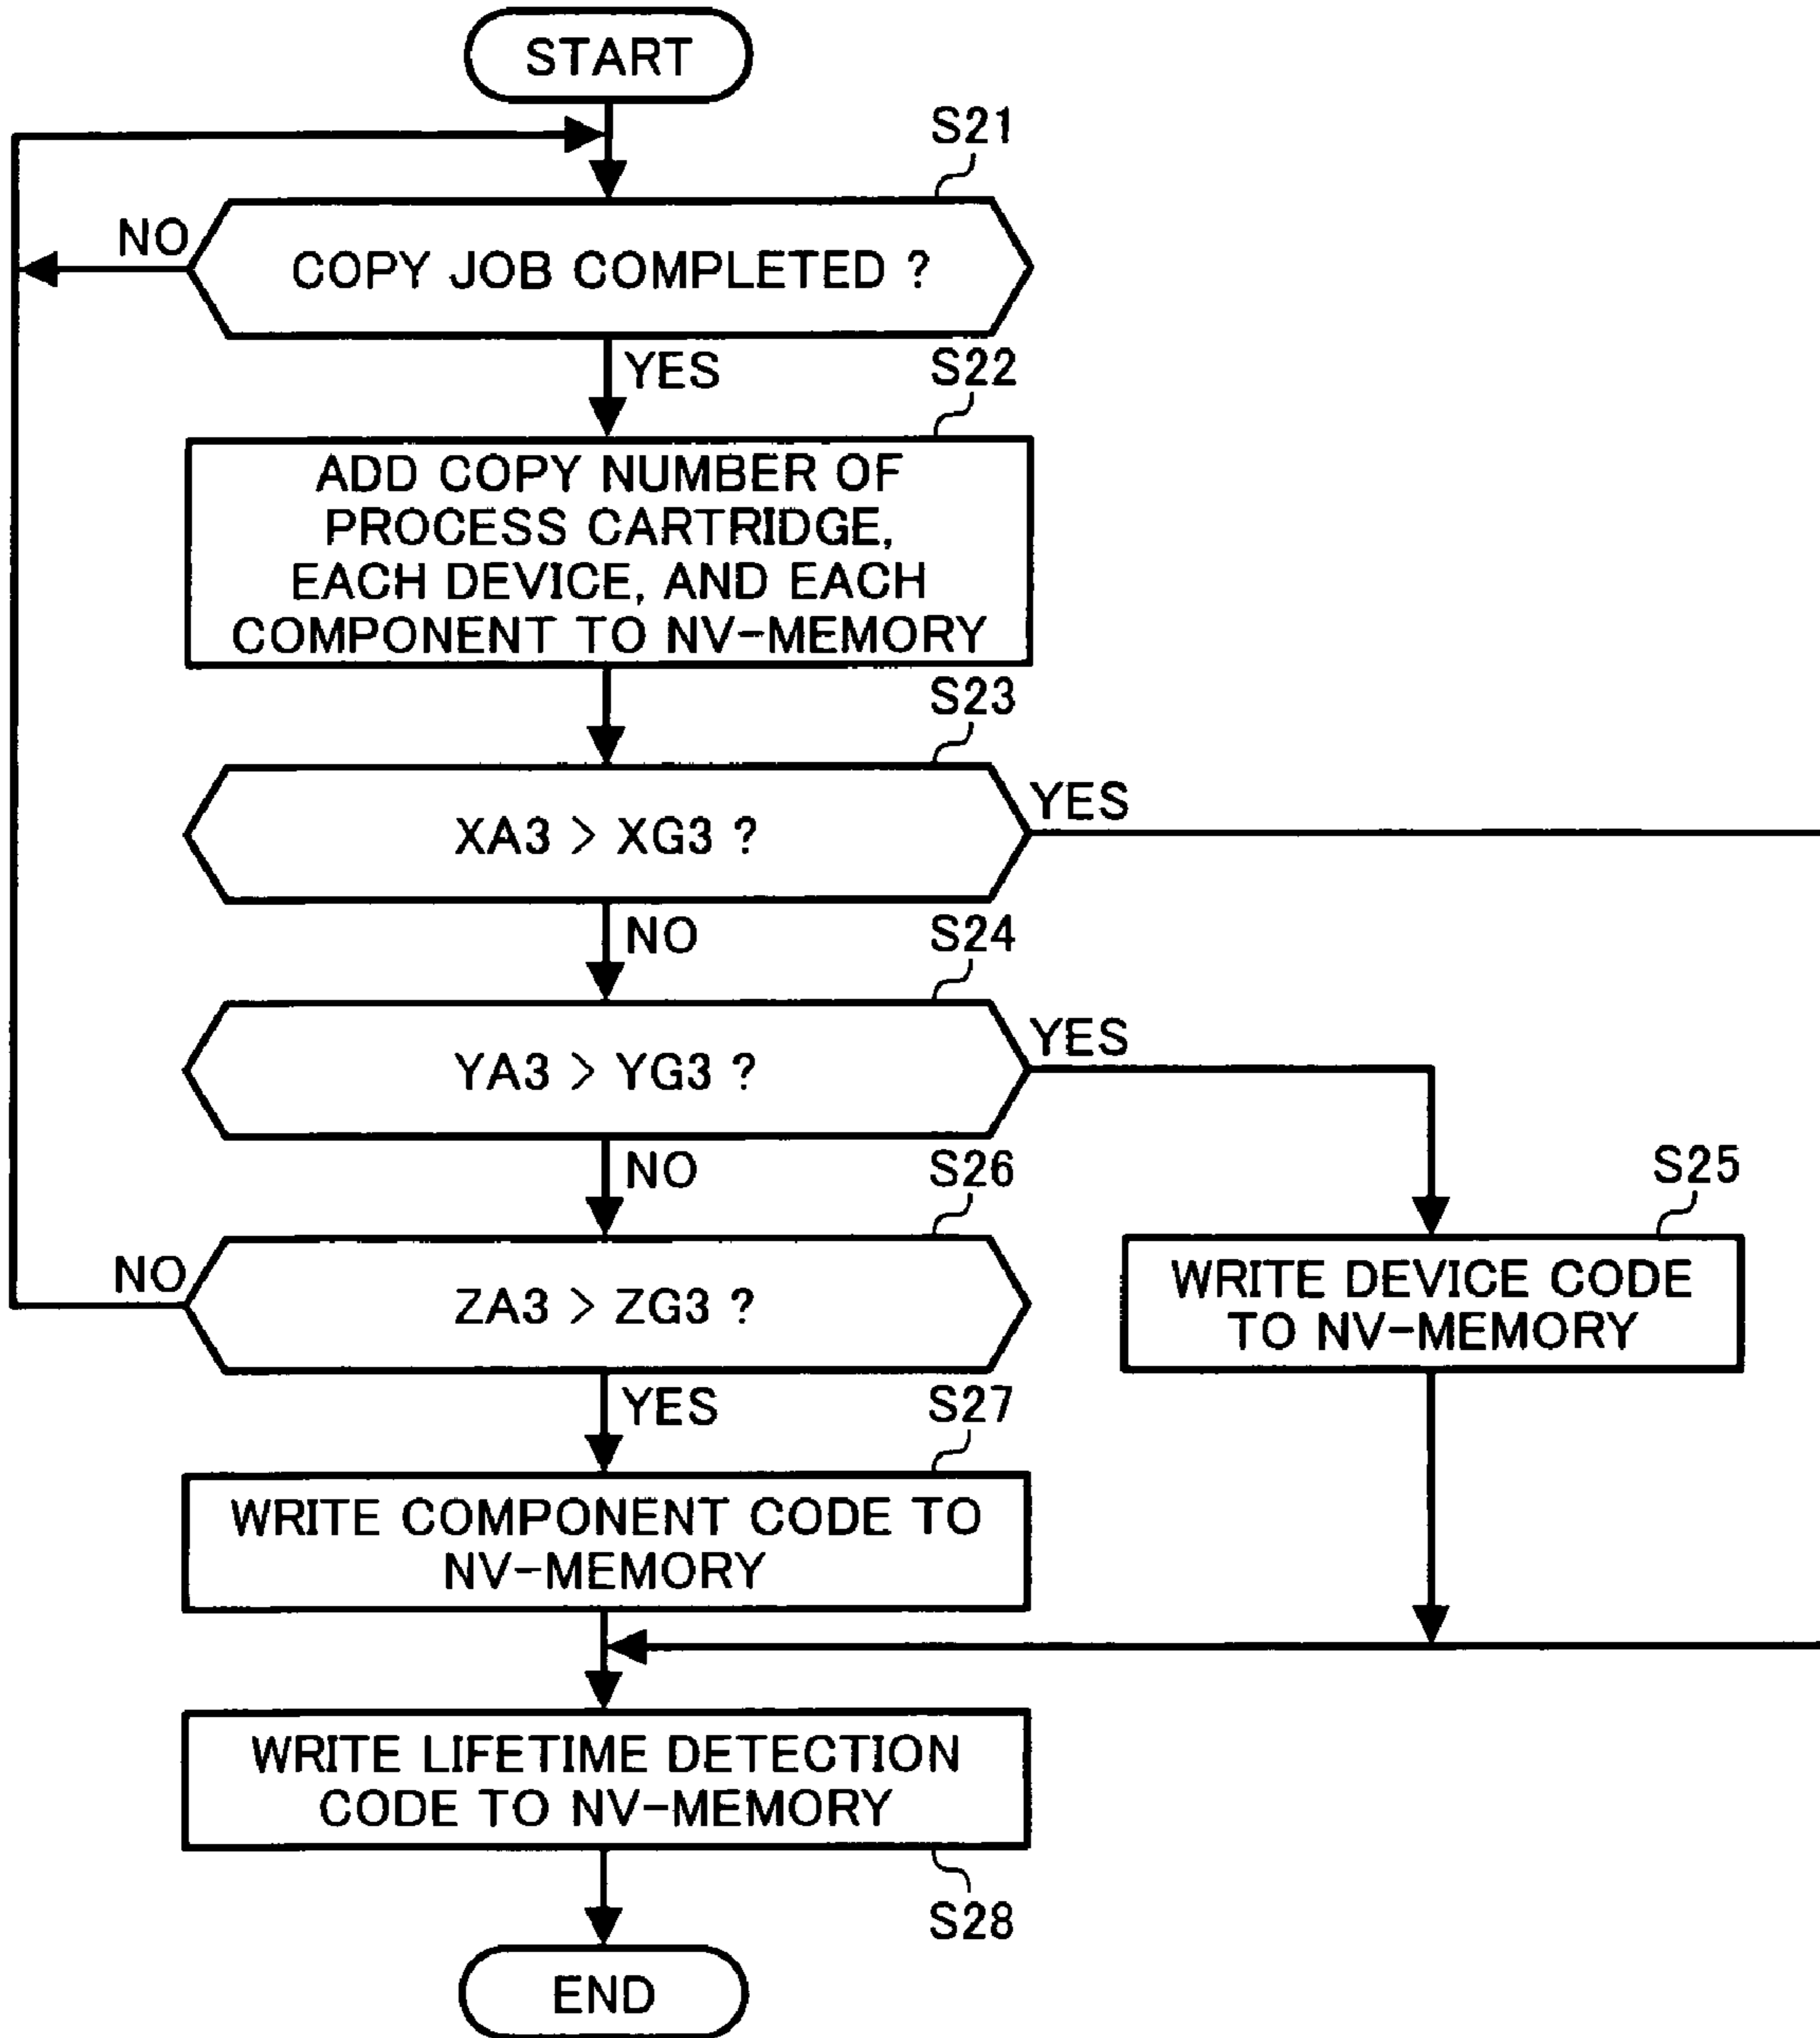 START
S21
NO
COPY JOB COMPLETED ?
YES
S22
ADD COPY NUMBER OF
PROCESS CARTRIDGE,
EACH DEVICE, AND EACH
COMPONENT TO NV-MEMORY
S23
XA3 > XG3 ?
YES
NO
S24
YA3 > YG3 ?
YES
NO
S26
S25
NO
ZA3 > ZG3 ?
WRITE DEVICE CODE
TO NV-MEMORY
YES
S27
WRITE COMPONENT CODE TO
NV-MEMORY
WRITE LIFETIME DETECTION
CODE TO NV-MEMORY
S28
END